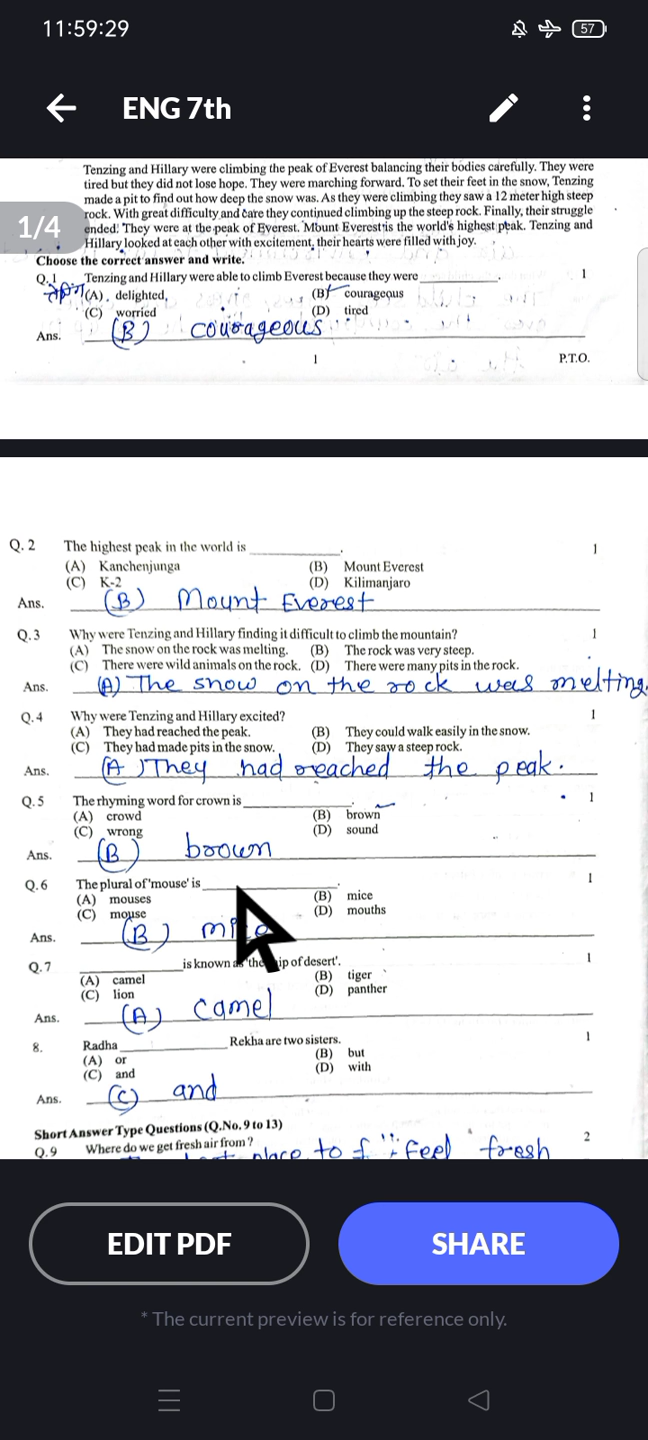 11:59:29
57
ENG 7th
Tenzing and Hillary were climbing the peak of Everest balancing their bodies carefully. They were
tired but they did not lose hope. They were marching forward. To set their feet in the snow, Tenzing
made a pit to find out how deep the snow was. As they were climbing they saw a 12 meter high steep
rock. With great difficulty and care they continued climbing up the steep rock. Finally, their struggle
1/4
ended. They were at the peak of Everest. Mount Everest is the world's highest peak. Tenzing and
Hillary looked at each other with excitement, their hearts were filled with joy.
Choose the correct answer and write.
Q.1 Tenzing and Hillary were able to climb Everest because they were ____________. 1
(A). delighted, (B) courageous
(C) worried (D) tired
Ans. (B) courageous
1 P.T.O.
Q. 2 The highest peak in the world is ____________. 1
(A) Kanchenjunga (B) Mount Everest
(C) K-2 (D) Kilimanjaro
Ans. (B) Mount Everest
Q.3 Why were Tenzing and Hillary finding it difficult to climb the mountain? 1
(A) The snow on the rock was melting. (B) The rock was very steep.
(C) There were wild animals on the rock. (D) There were many pits in the rock.
Ans. (A) The snow on the rock was melting.
Q.4 Why were Tenzing and Hillary excited? 1
(A) They had reached the peak. (B) They could walk easily in the snow.
(C) They had made pits in the snow. (D) They saw a steep rock.
Ans. (A) They had reached the peak.
Q.5 The rhyming word for crown is ____________. 1
(A) crowd (B) brown
(C) wrong (D) sound
Ans. (B) brown
Q.6 The plural of 'mouse' is ____________. 1
(A) mouses (B) mice
(C) mouse (D) mouths
Ans. (B)
Q.7 ____________ is known of desert'. 1
(A) camel (B) tiger
(C) lion (D) panther
Ans. (A) camel
8. Radha ____________ Rekha are two sisters. 1
(A) or (B) but
(C) and (D) with
Ans. (C) and
Short Answer Type Questions (Q.No. 9 to 13)
Q.9 Where do we get fresh air from ? 2
place to feel fresh
EDIT PDF
SHARE
* The current preview is for reference only.